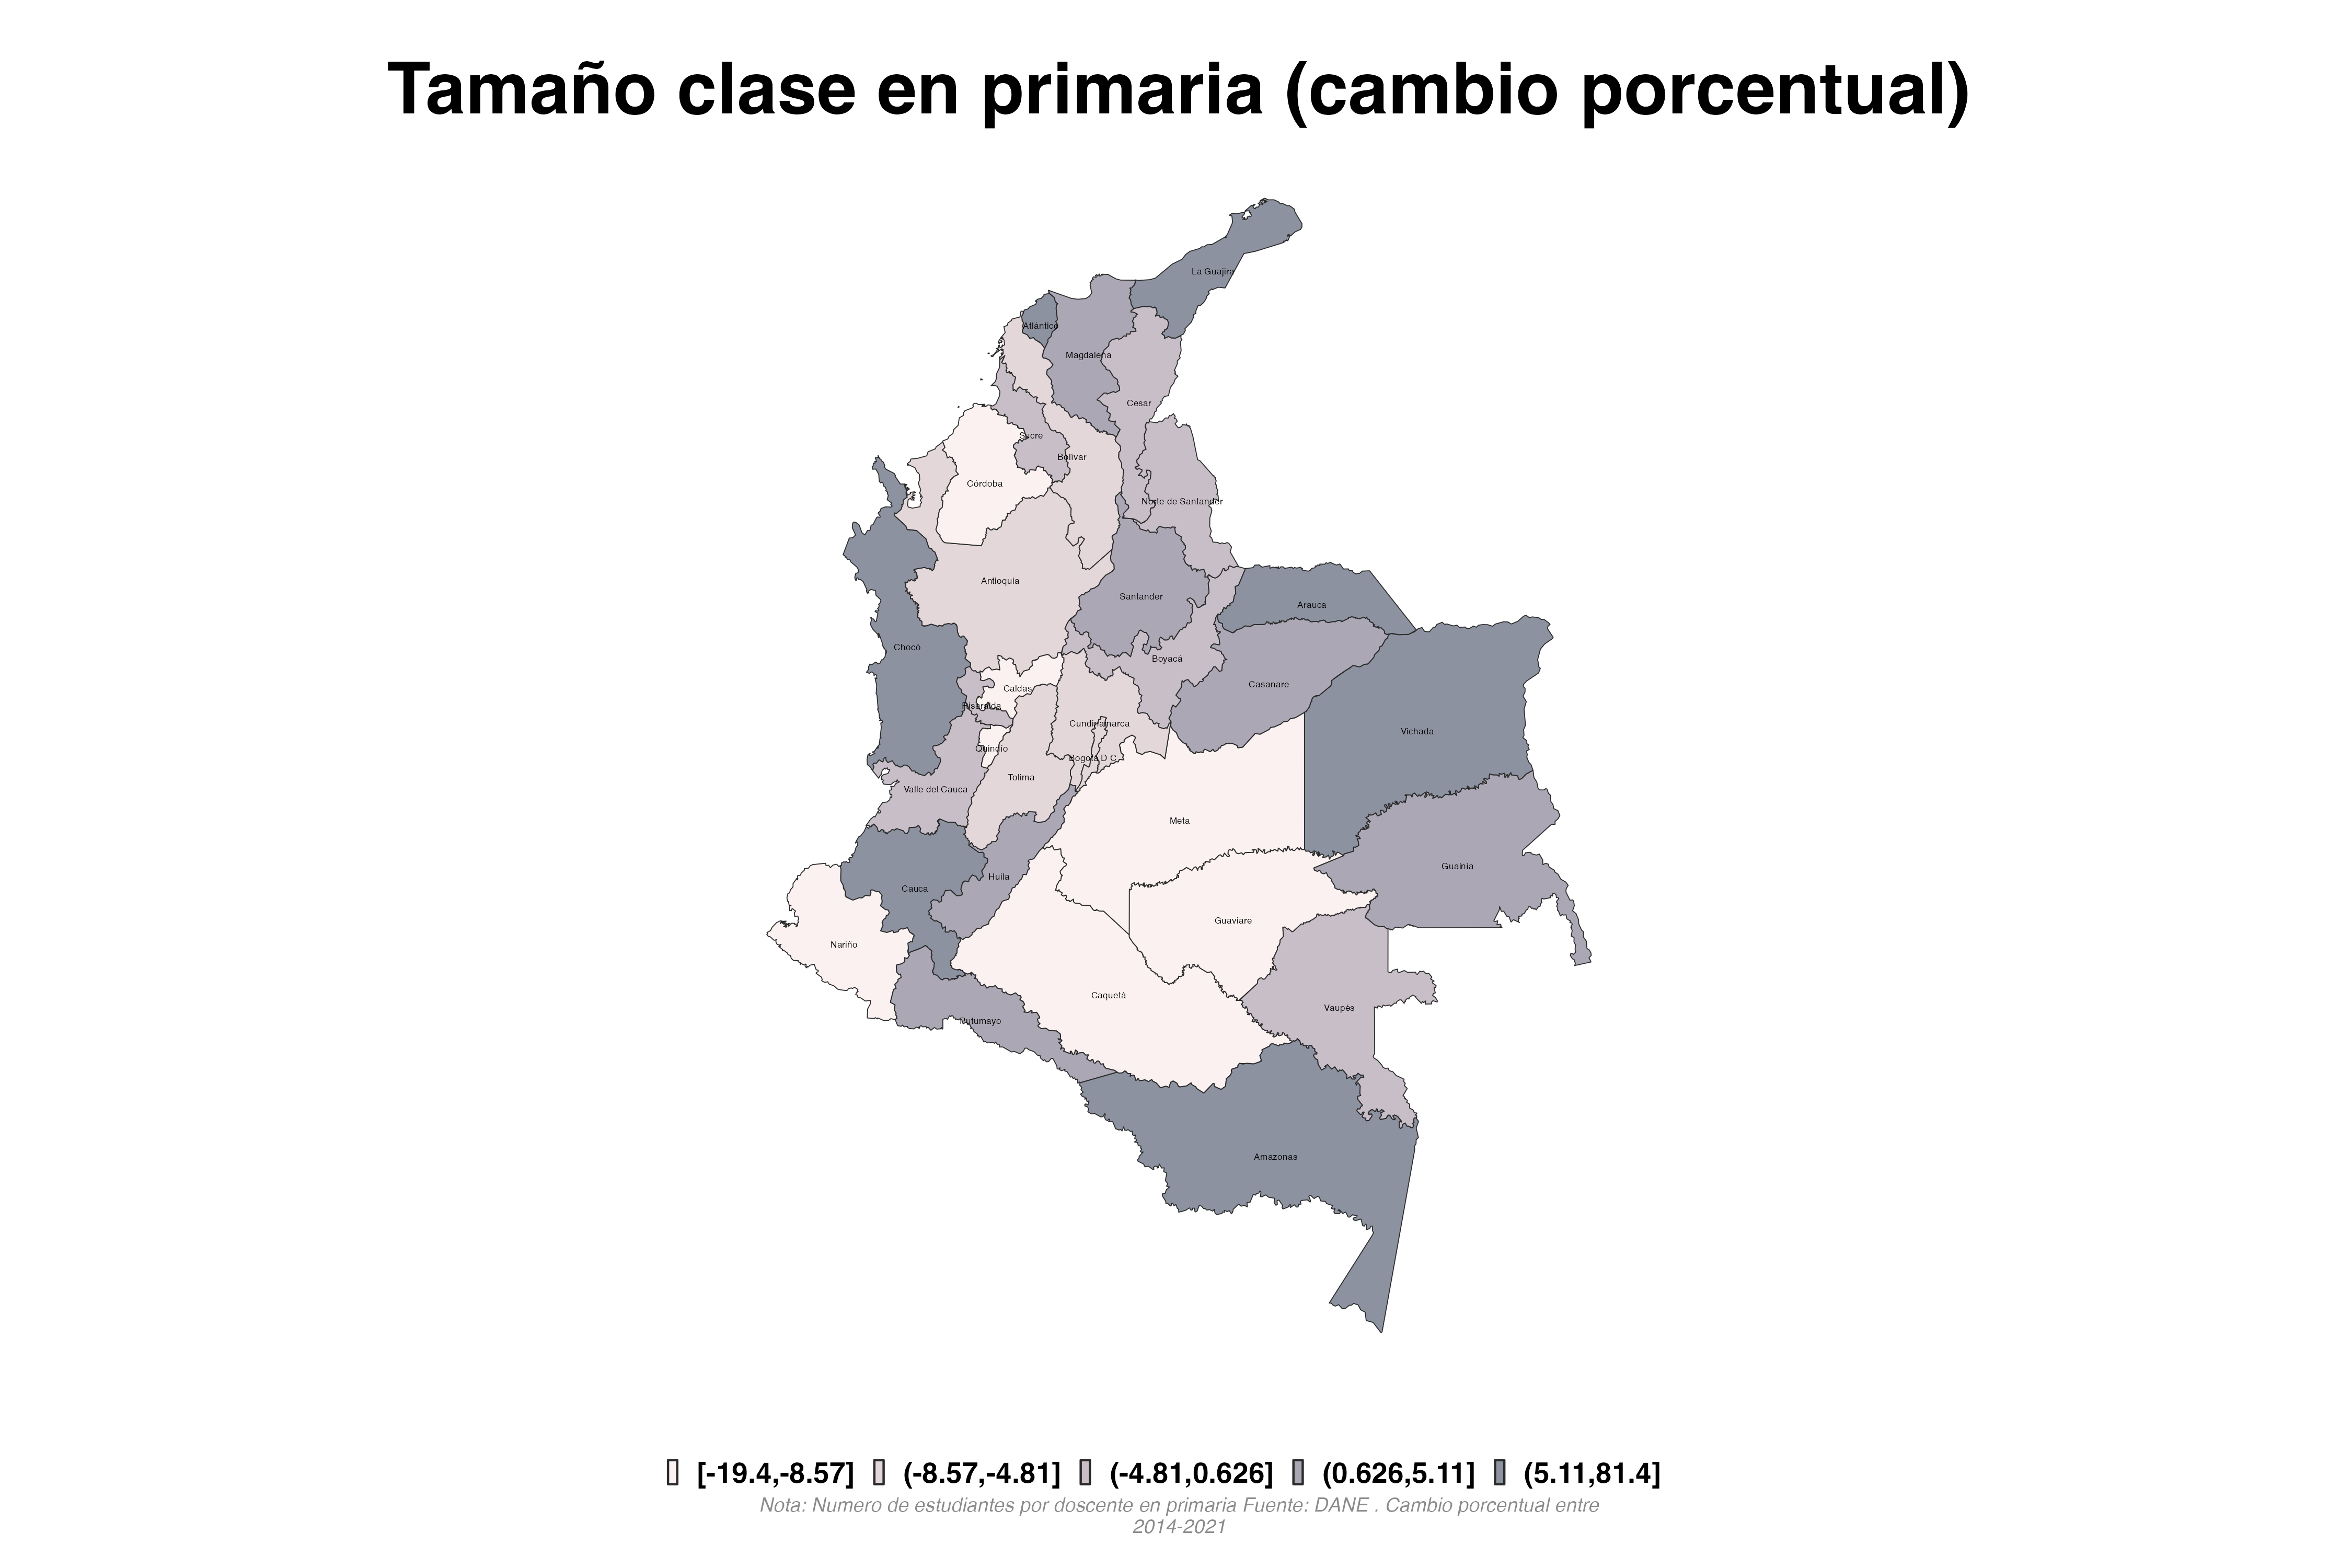 Tamaño clase en primaria (cambio porcentual)
La Guajira
Atlántico
Magdalena
Cesar
Sucre
Bolívar
Córdoba
Norte de Santander
Antioquia
Santander
Arauca
Chocó
Boyacá
Casanare
Caldas
Risaralda
Cundinamarca
Vichada
Quindío
Bogotá D C
Tolima
Valle del Cauca
Meta
Guainía
Huila
Cauca
Guaviare
Nariño
Caquetá
Vaupés
Putumayo
Amazonas
[-19.4,-8.57] (-8.57,-4.81] (-4.81,0.626] (0.626,5.11] (5.11,81.4]
Nota: Numero de estudiantes por doscente en primaria Fuente: DANE . Cambio porcentual entre
2014-2021